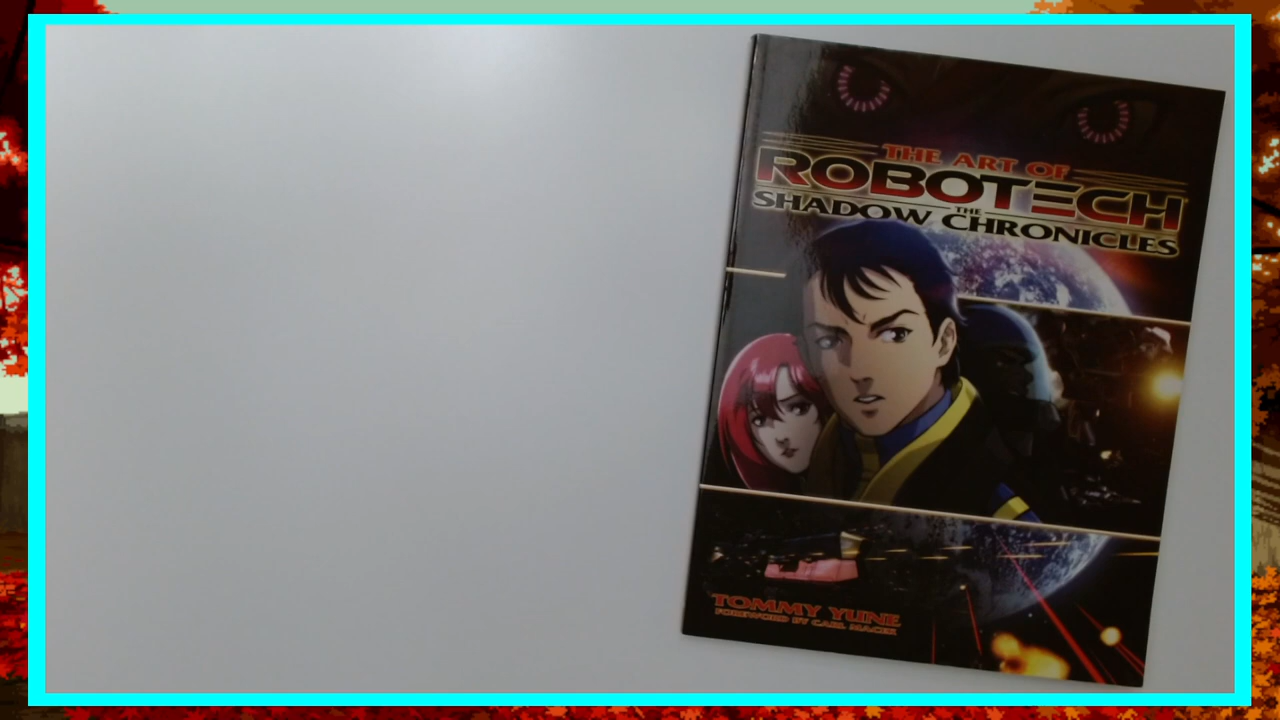 THE ART OF
ROBOTECH
THE
SHADOW CHRONICLES
TOMMY YUNE
FOREWORD BY CARL MACEK